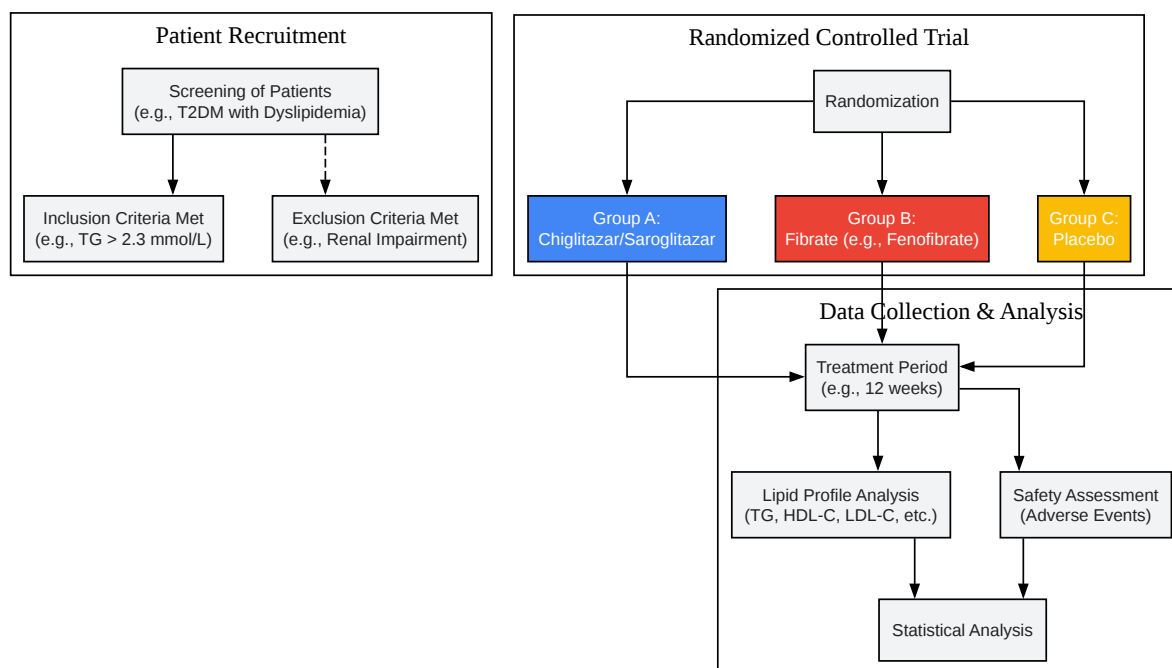 Patient Recruitment
Screening of Patients
(e.g., T2DM with Dyslipidemia)
Inclusion Criteria Met
(e.g., TG > 2.3 mmol/L)
Exclusion Criteria Met
(e.g., Renal Impairment)
Randomized Controlled Trial
Randomization
Group A:
Chiglitazar/Saroglitazar
Group B:
Fibrate (e.g., Fenofibrate)
Group C:
Placebo
Data Collection & Analysis
Treatment Period
(e.g., 12 weeks)
Lipid Profile Analysis
(TG, HDL-C, LDL-C, etc.)
Safety Assessment
(Adverse Events)
Statistical Analysis